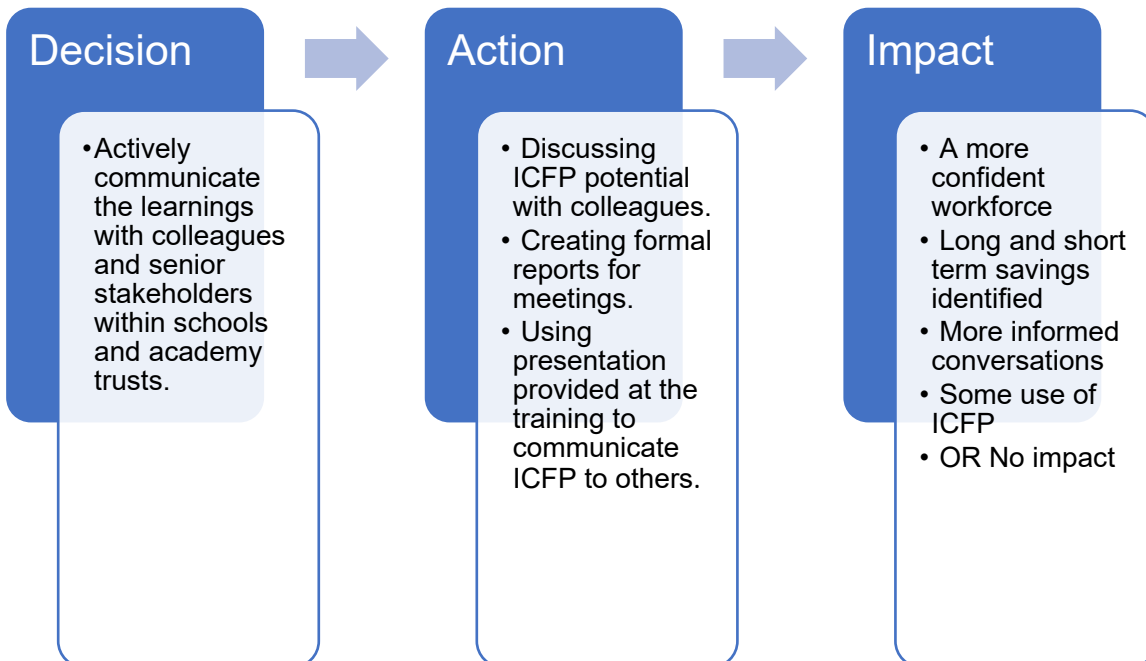 Decision
•Actively
communicate
the learnings
with colleagues
and senior
stakeholders
within schools
and academy
trusts.
Action
• Discussing
ICFP potential
with colleagues.
• Creating formal
reports for
meetings.
• Using
presentation
provided at the
training to
communicate
ICFP to others.
Impact
• A more
confident
workforce
• Long and short
term savings
identified
• More informed
conversations
• Some use of
ICFP
• OR No impact